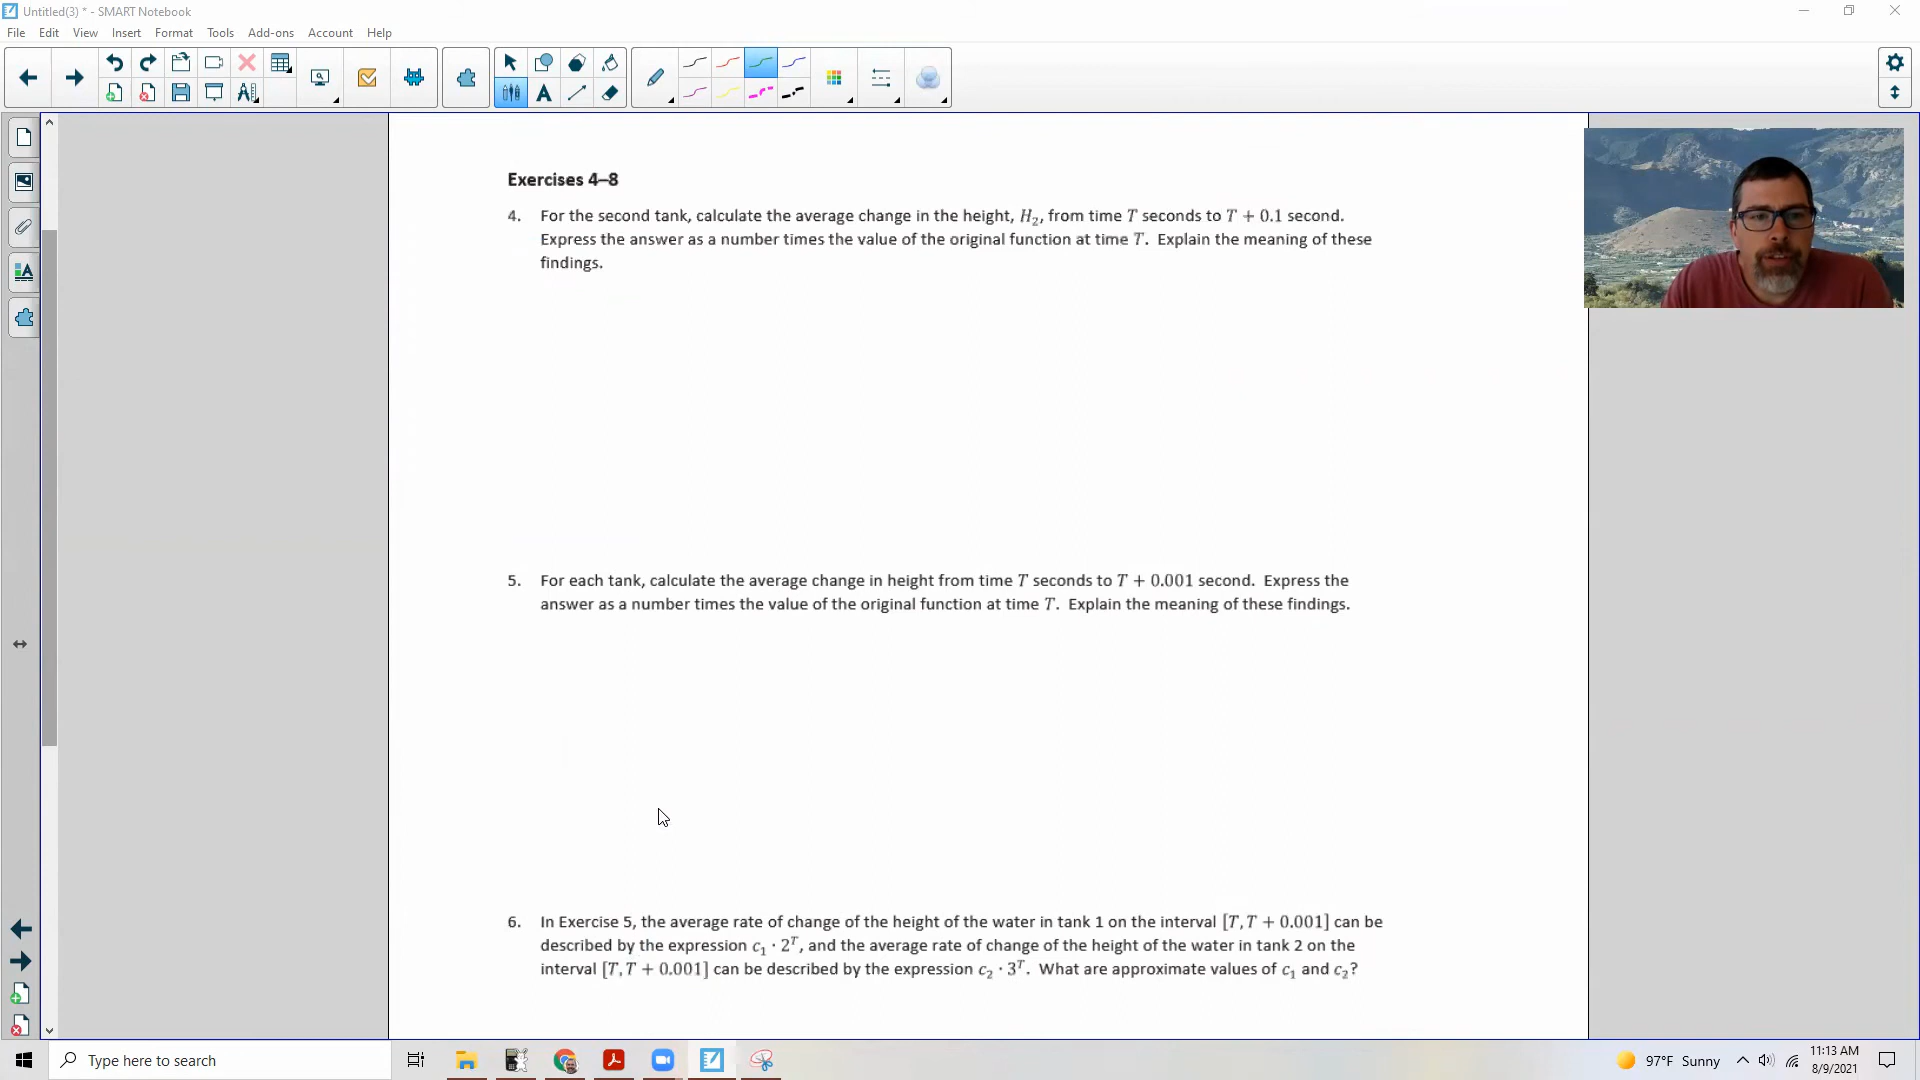 Untitled(3) * - SMART Notebook
File Edit View Insert Format Tools Add-ons Account Help
Exercises 4–8
4. For the second tank, calculate the average change in the height, H₂, from time T seconds to T + 0.1 second.
Express the answer as a number times the value of the original function at time T. Explain the meaning of these
findings.
5. For each tank, calculate the average change in height from time T seconds to T + 0.001 second. Express the
answer as a number times the value of the original function at time T. Explain the meaning of these findings.
6. In Exercise 5, the average rate of change of the height of the water in tank 1 on the interval [T, T + 0.001] can be
described by the expression c₁ · 2ᵀ, and the average rate of change of the height of the water in tank 2 on the
interval [T, T + 0.001] can be described by the expression c₂ · 3ᵀ. What are approximate values of c₁ and c₂?
Type here to search
97°F Sunny
11:13 AM
8/9/2021